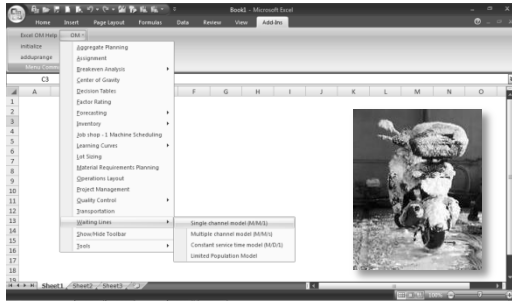 Book1 - Microsoft Excel
Home Insert Page Layout Formulas Data Review View Add-Ins
Excel OM Help OM
initialize
adduprange
Menu
C3
A F G H I J K L M N O
Aggregate Planning
Assignment
Breakeven Analysis
Center of Gravity
Decision Tables
Factor Rating
Forecasting
Inventory
Job shop - 1 Machine Scheduling
Learning Curves
Lot Sizing
Material Requirements Planning
Operations Layout
Project Management
Quality Control
Transportation
Waiting Lines
Single channel model (M/M/1)
Show/Hide Toolbar
Multiple channel model (M/M/s)
Tools
Constant service time model (M/D/1)
Limited Population Model
1
2
3
4
5
6
7
8
9
10
11
12
13
14
15
16
17
18
19
Sheet1 Sheet2 Sheet3
100%